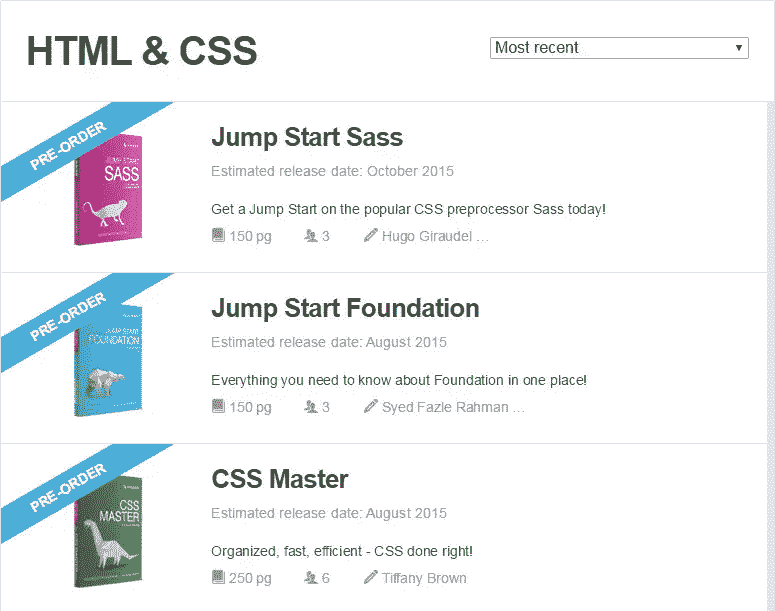 HTML & CSS
Most recent
PRE-ORDER
JUMP START
SASS
Jump Start Sass
Estimated release date: October 2015
Get a Jump Start on the popular CSS preprocessor Sass today!
150 pg 3 Hugo Giraudel ...
PRE-ORDER
JUMP START
FOUNDATION
Jump Start Foundation
Estimated release date: August 2015
Everything you need to know about Foundation in one place!
150 pg 3 Syed Fazle Rahman ...
PRE-ORDER
CSS
MASTER
CSS Master
Estimated release date: August 2015
Organized, fast, efficient - CSS done right!
250 pg 6 Tiffany Brown